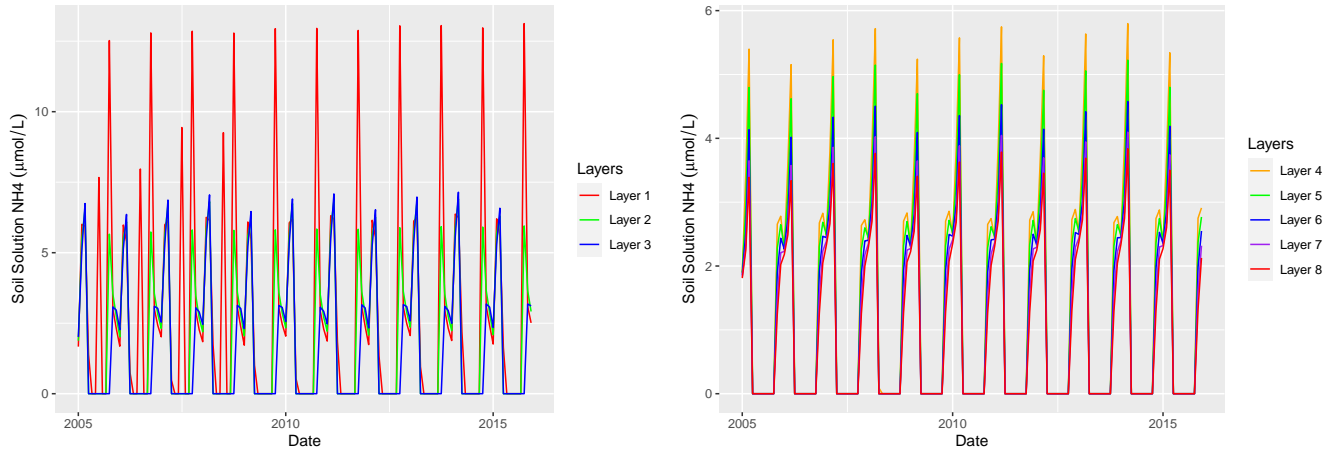 Soil Solution NH4 (μmol/L)
10
5
0
2005
2010
2015
Date
Layers
Layer 1
Layer 2
Layer 3
Soil Soution NH4 (μmol/L)
6
4
2
0
2005
2010
2015
Date
Layers
Layer 4
Layer 5
Layer 6
Layer 7
Layer 8